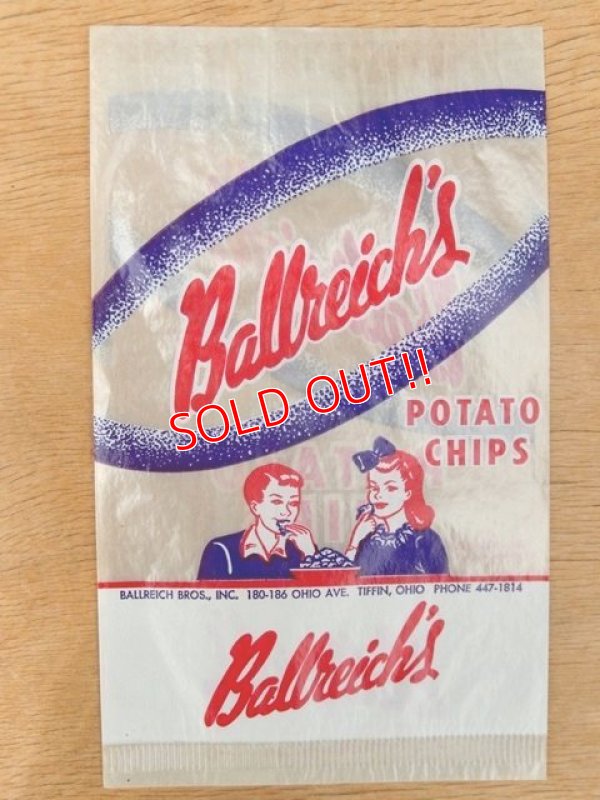 Ballreich's
SOLD OUT!!
POTATO
CHIPS
BALLREICH BROS., INC. 180-186 OHIO AVE. TIFFIN, OHIO PHONE 447-1814
Ballreich's